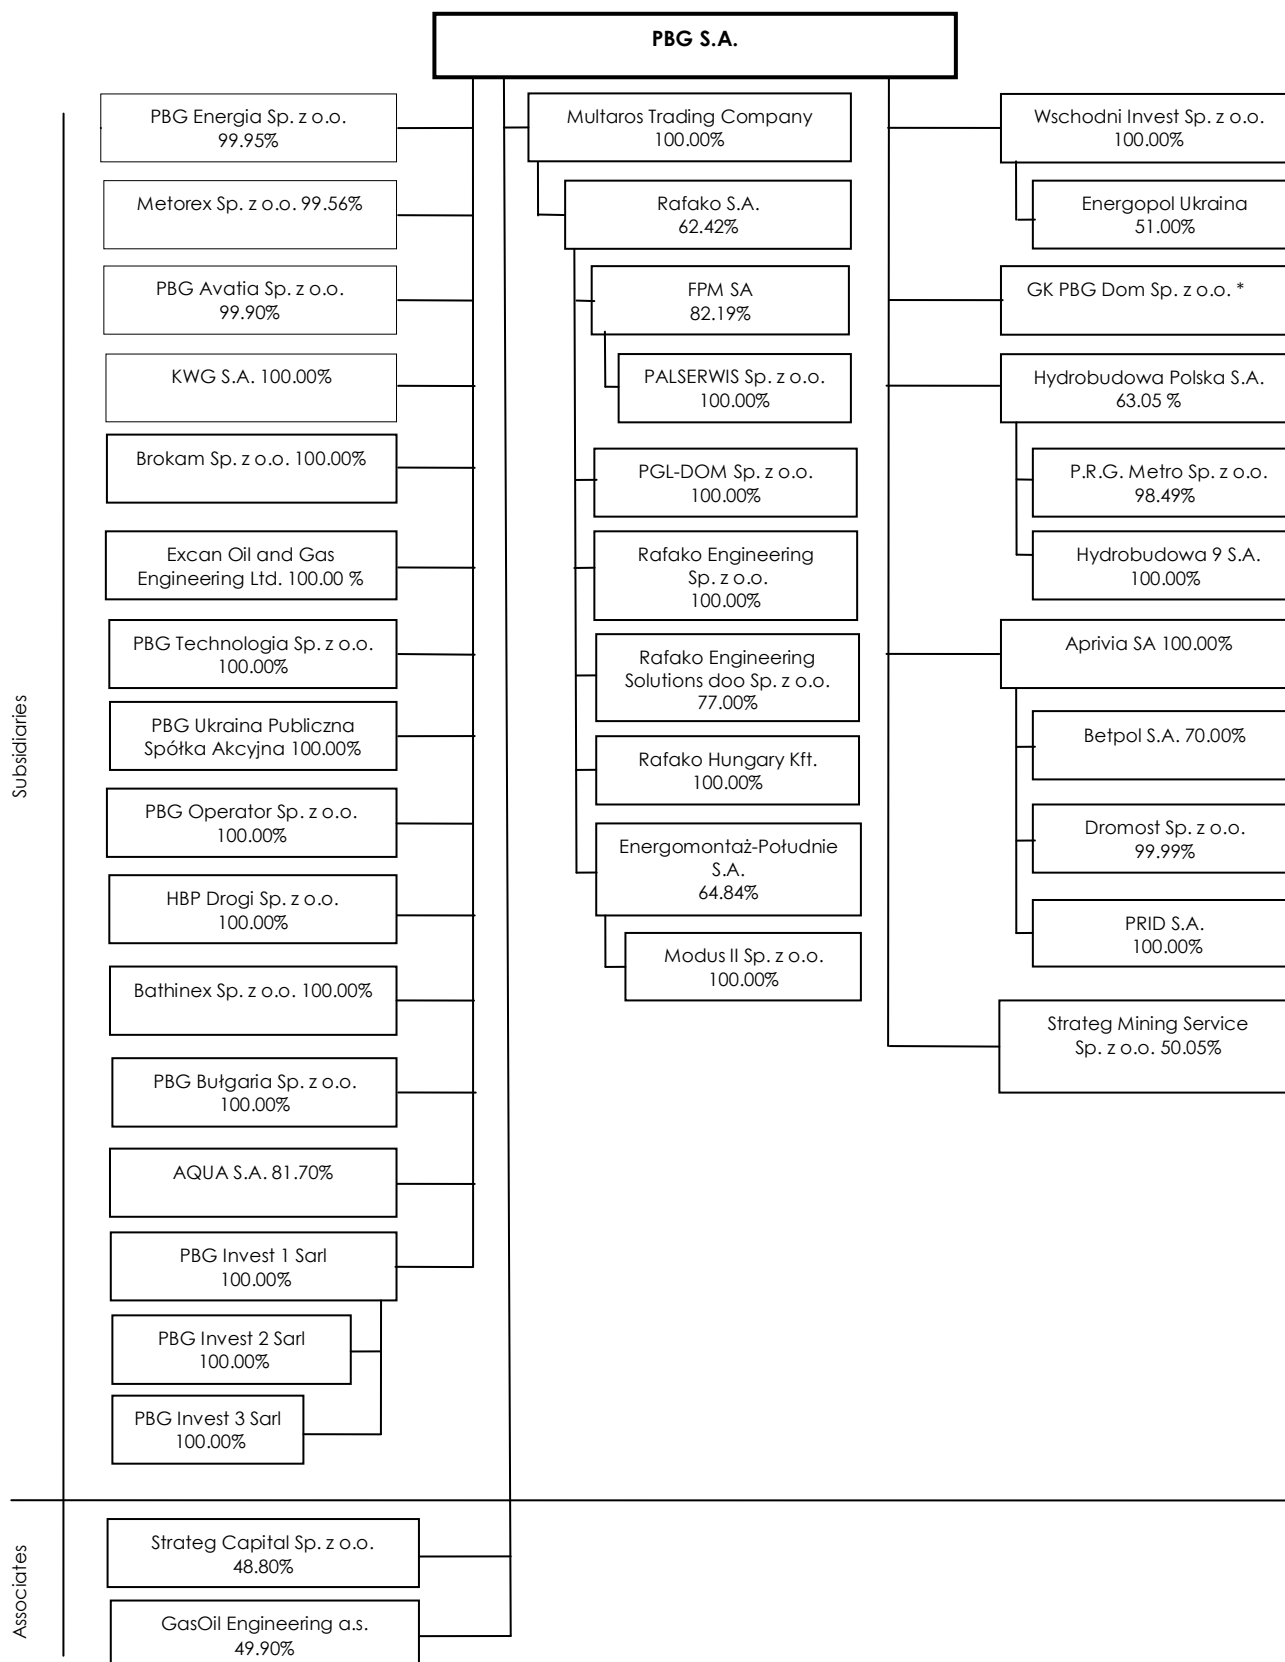 PBG S.A.
Subsidiaries
PBG Energia Sp. z o.o.
99.95%
Metorex Sp. z o.o. 99.56%
PBG Avatia Sp. z o.o.
99.90%
KWG S.A. 100.00%
Brokam Sp. z o.o. 100.00%
Excan Oil and Gas
Engineering Ltd. 100.00 %
PBG Technologia Sp. z o.o.
100.00%
PBG Ukraina Publiczna
Spółka Akcyjna 100.00%
PBG Operator Sp. z o.o.
100.00%
HBP Drogi Sp. z o.o.
100.00%
Bathinex Sp. z o.o. 100.00%
PBG Bułgaria Sp. z o.o.
100.00%
AQUA S.A. 81.70%
PBG Invest 1 Sarl
100.00%
PBG Invest 2 Sarl
100.00%
PBG Invest 3 Sarl
100.00%
Multaros Trading Company
100.00%
Rafako S.A.
62.42%
FPM SA
82.19%
PALSERWIS Sp. z o.o.
100.00%
PGL-DOM Sp. z o.o.
100.00%
Rafako Engineering
Sp. z o.o.
100.00%
Rafako Engineering
Solutions doo Sp. z o.o.
77.00%
Rafako Hungary Kft.
100.00%
Energomontaż-Południe
S.A.
64.84%
Modus II Sp. z o.o.
100.00%
Wschodni Invest Sp. z o.o.
100.00%
Energopol Ukraina
51.00%
GK PBG Dom Sp. z o.o. *
Hydrobudowa Polska S.A.
63.05 %
P.R.G. Metro Sp. z o.o.
98.49%
Hydrobudowa 9 S.A.
100.00%
Aprivia SA 100.00%
Betpol S.A. 70.00%
Dromost Sp. z o.o.
99.99%
PRID S.A.
100.00%
Strateg Mining Service
Sp. z o.o. 50.05%
Associates
Strateg Capital Sp. z o.o.
48.80%
GasOil Engineering a.s.
49.90%